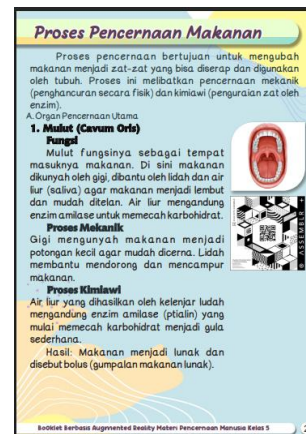 Proses Pencernaan Makanan
Proses pencernaan bertujuan untuk mengubah
makanan menjadi zat-zat yang bisa diserap dan digunakan
oleh tubuh. Proses ini melibatkan pencernaan mekanik
(penghancuran secara fisik) dan kimiawi (penguraian zat oleh
enzim).
A. Organ Pencernaan Utama
1. Mulut (Cavum Oris)
Fungsi
Mulut fungsinya sebagai tempat
masuknya makanan. Di sini makanan
dikunyah oleh gigi, dibantu oleh lidah dan air
liur (saliva) agar makanan menjadi lembut
dan mudah ditelan. Air liur mengandung
enzim amilase untuk memecah karbohidrat.
Proses Mekanik
Gigi mengunyah makanan menjadi
potongan kecil agar mudah dicerna. Lidah
membantu mendorong dan mencampur
makanan.
Proses Kimiawi
Air liur yang dihasilkan oleh kelenjar ludah
mengandung enzim amilase (ptialin) yang
mulai memecah karbohidrat menjadi gula
sederhana.
Hasil: Makanan menjadi lunak dan
disebut bolus (gumpalan makanan lunak).
ASSEMBLR
Booklet Berbasis Augmented Reality Materi Pencernaan Manusia Kelas 5